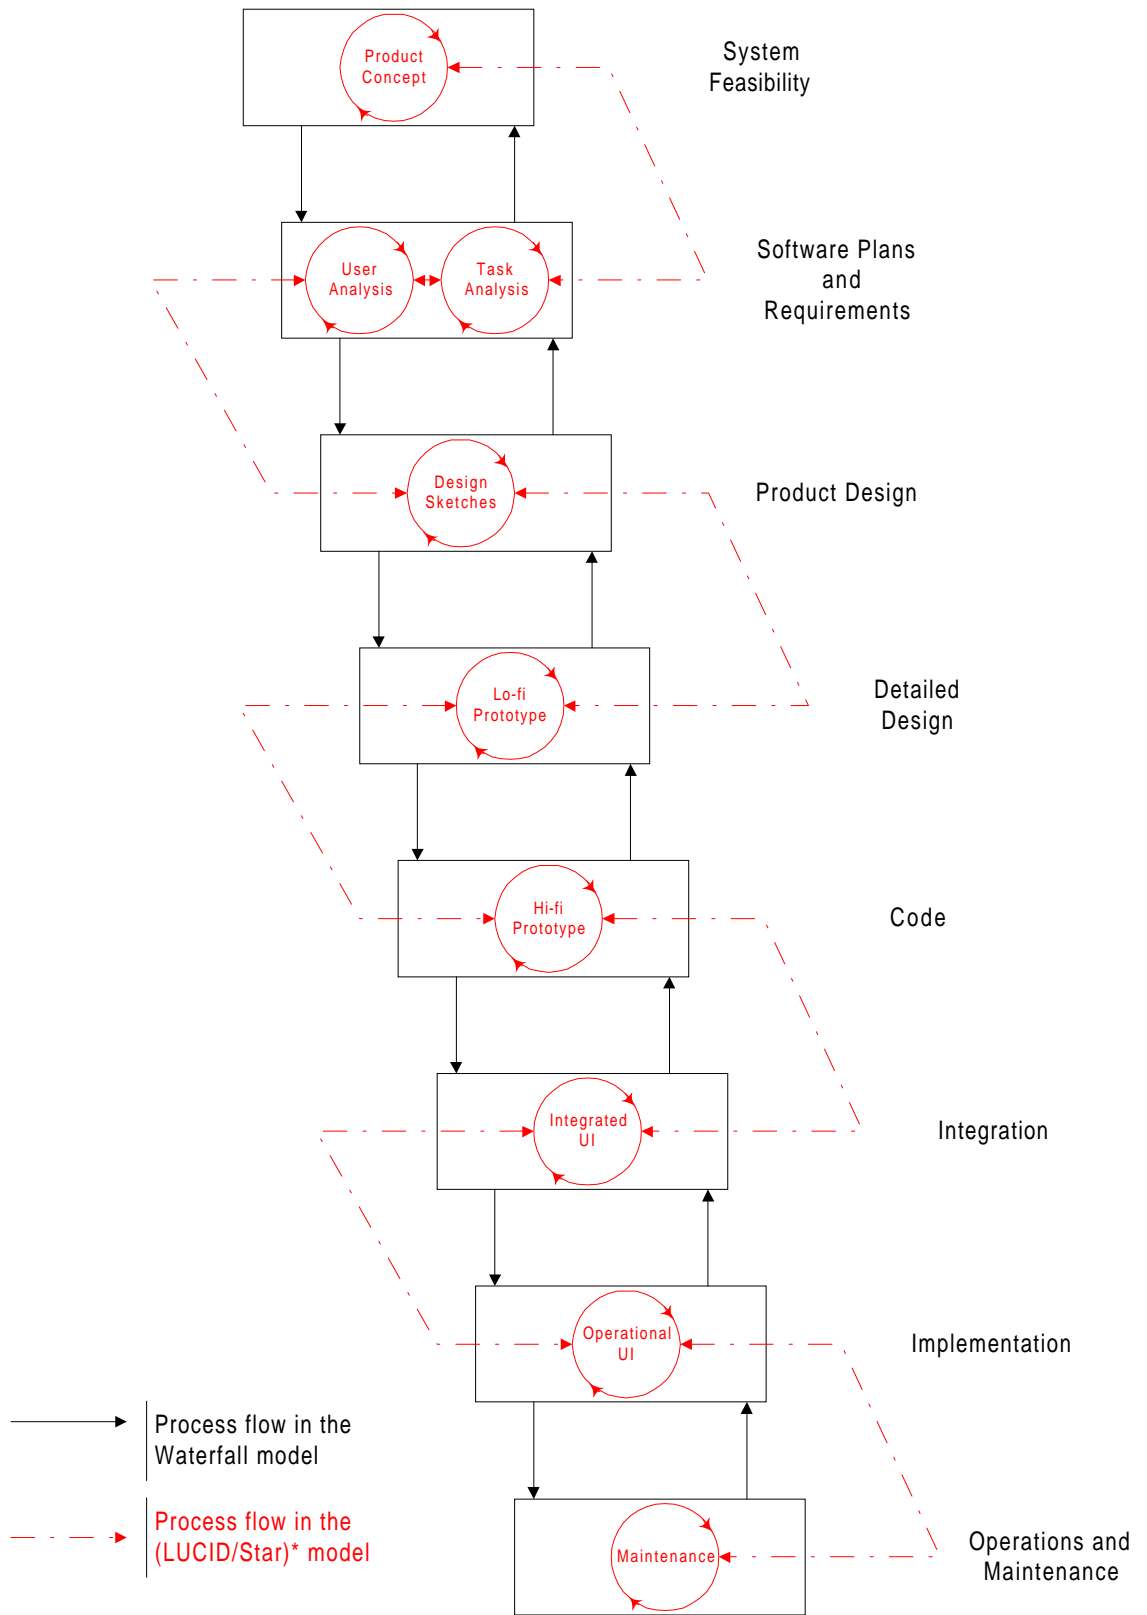 Product
Concept
System
Feasibility
User
Analysis
Task
Analysis
Software Plans
and
Requirements
Design
Sketches
Product Design
Lo-fi
Prototype
Detailed
Design
Hi-fi
Prototype
Code
Integrated
UI
Integration
Operational
UI
Implementation
Process flow in the
Waterfall model
Process flow in the
(LUCID/Star)* model
Maintenance
Operations and
Maintenance